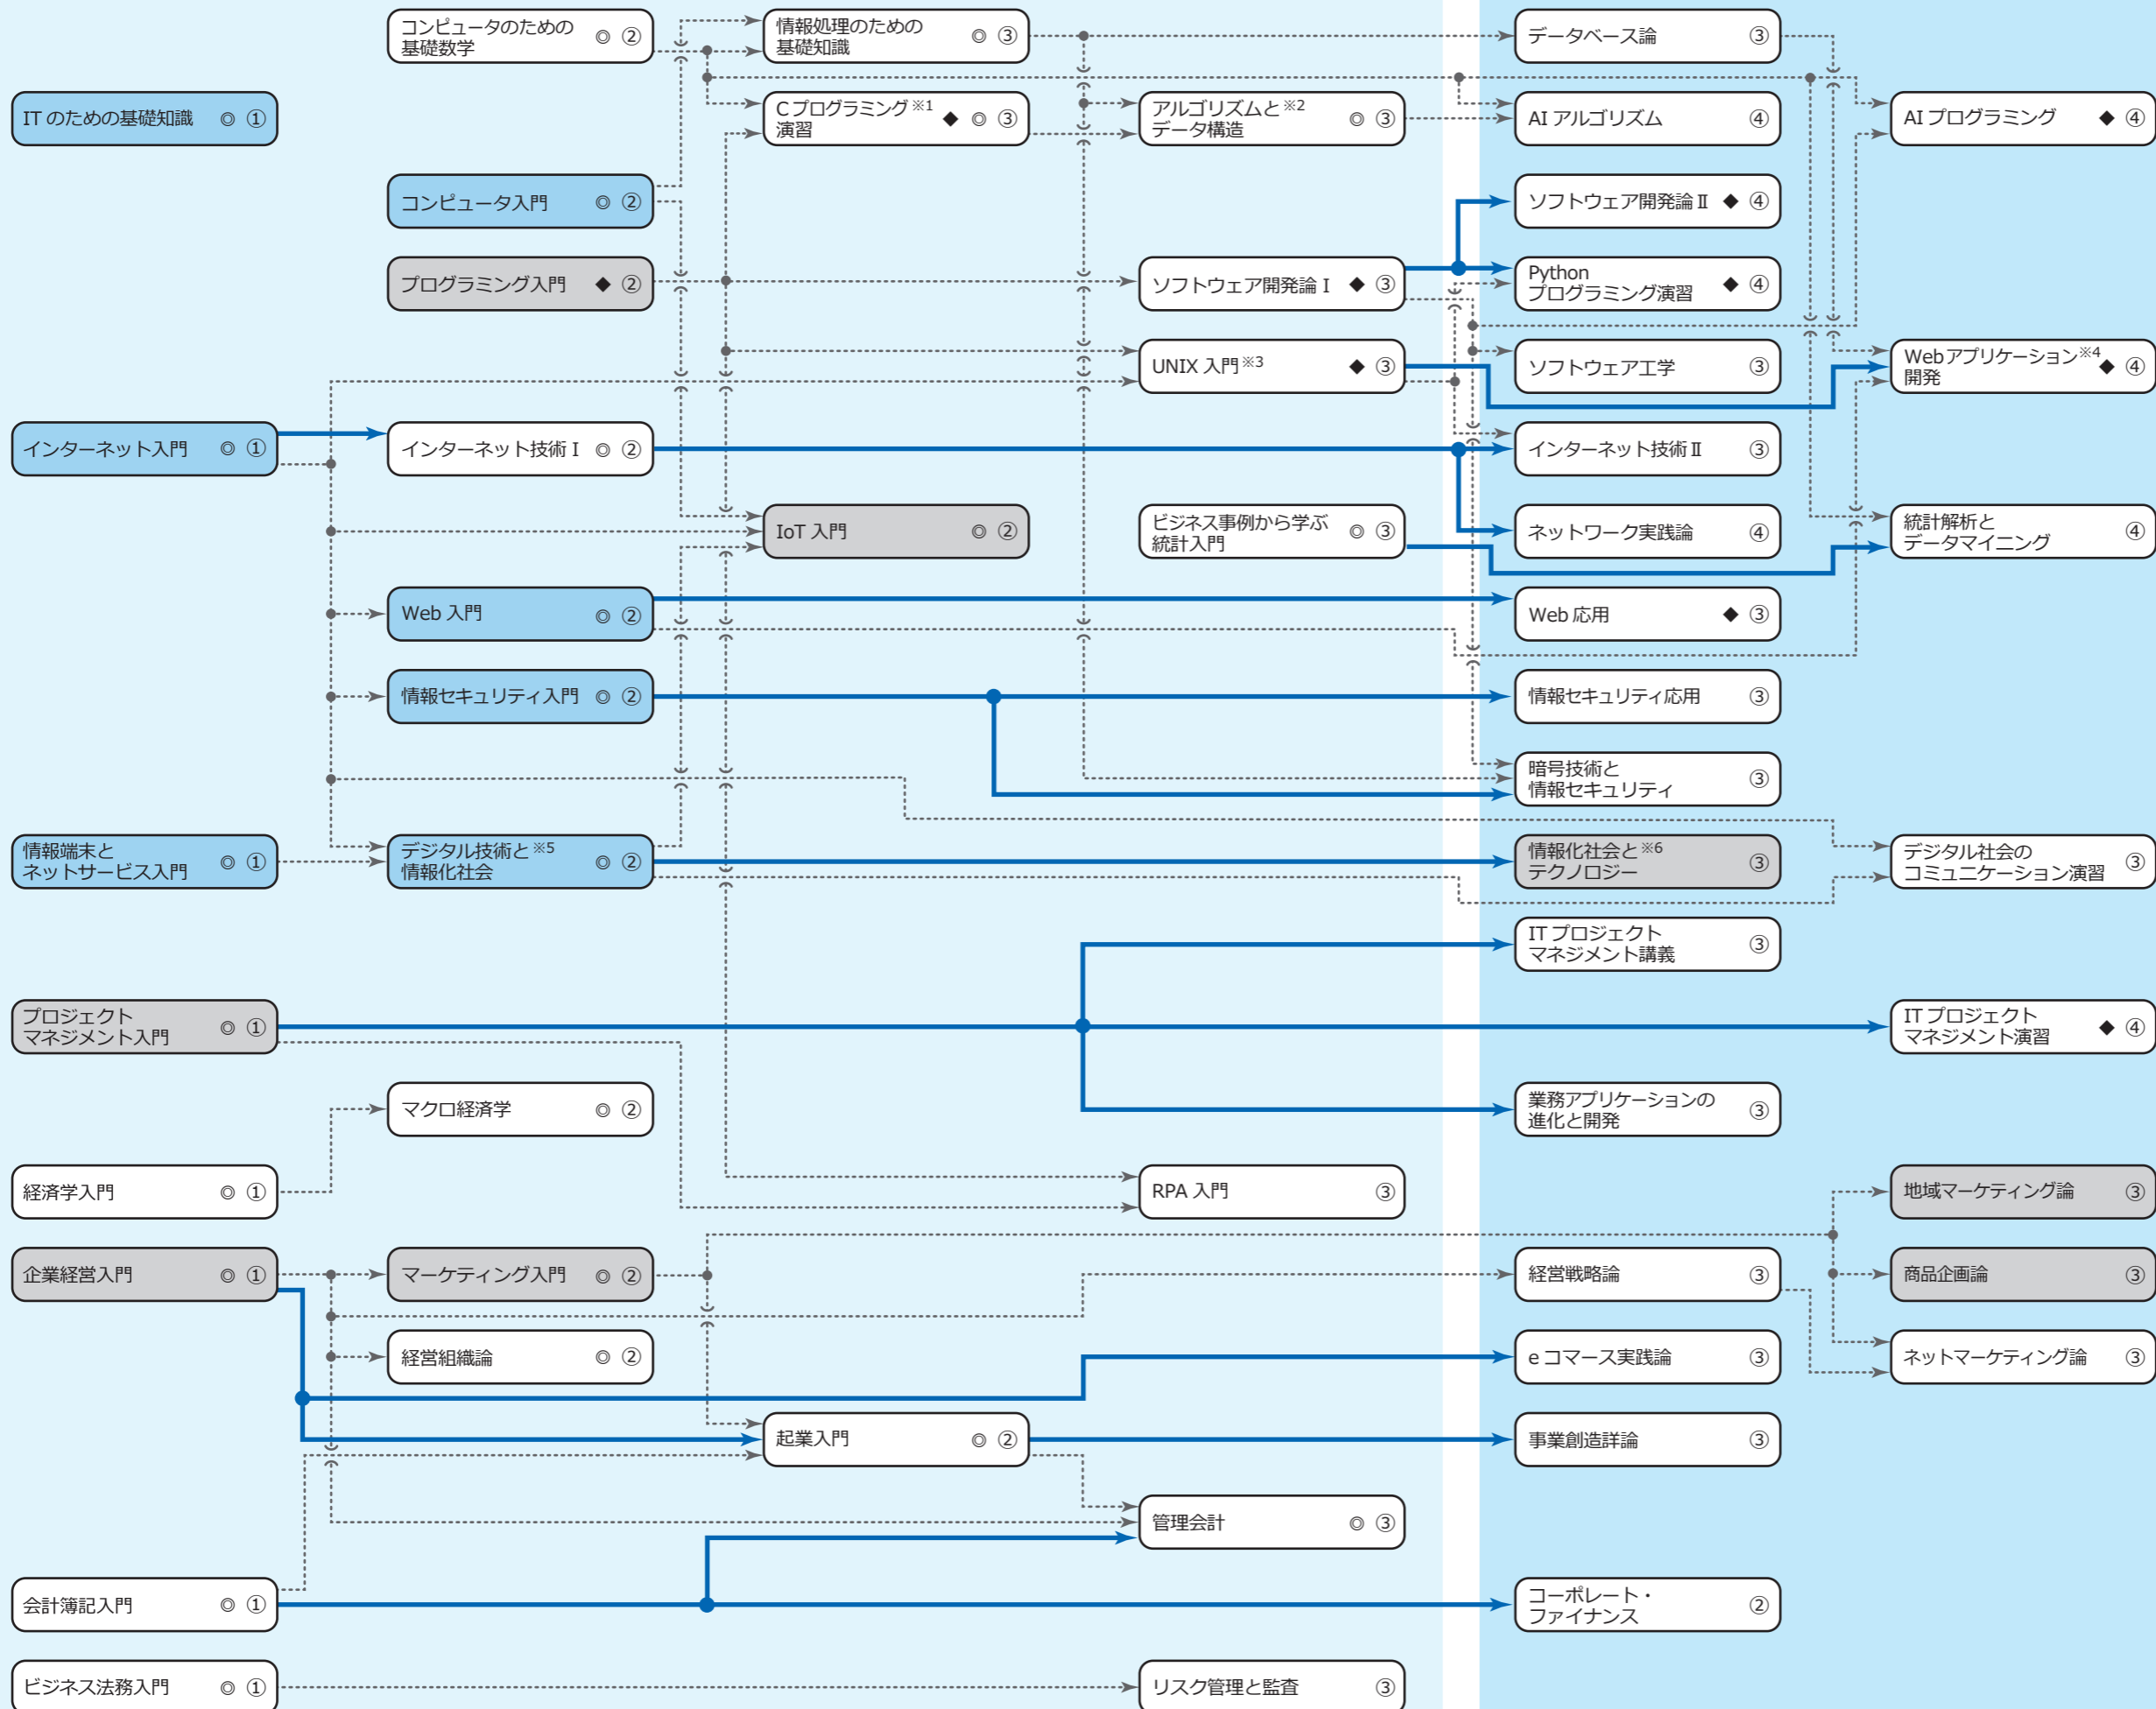 コンピュータのための
基礎数学 ◎ ②
情報処理のための
基礎知識 ◎ ③
データベース論 ③
ITのための基礎知識 ◎ ①
Cプログラミング※1
演習 ◆ ◎ ③
アルゴリズムと※2
データ構造 ◎ ③
AIアルゴリズム ④
AIプログラミング ◆ ④
コンピュータ入門 ◎ ②
ソフトウェア開発論Ⅱ ◆ ④
プログラミング入門 ◆ ②
ソフトウェア開発論Ⅰ ◆ ③
Python
プログラミング演習 ◆ ④
UNIX 入門※3 ◆ ③
ソフトウェア工学 ③
Webアプリケーション※4
開発 ◆ ④
インターネット入門 ◎ ①
インターネット技術Ⅰ ◎ ②
インターネット技術Ⅱ ③
IoT 入門 ◎ ②
ビジネス事例から学ぶ
統計入門 ◎ ③
ネットワーク実践論 ④
統計解析と
データマイニング ④
Web 入門 ◎ ②
Web 応用 ◆ ③
情報セキュリティ入門 ◎ ②
情報セキュリティ応用 ③
暗号技術と
情報セキュリティ ③
情報端末と
ネットサービス入門 ◎ ①
デジタル技術と※5
情報化社会 ◎ ②
情報化社会と※6
テクノロジー ③
デジタル社会の
コミュニケーション演習 ③
IT プロジェクト
マネジメント講義 ③
プロジェクト
マネジメント入門 ◎ ①
IT プロジェクト
マネジメント演習 ◆ ④
マクロ経済学 ◎ ②
業務アプリケーションの
進化と開発 ③
経済学入門 ◎ ①
RPA 入門 ③
地域マーケティング論 ③
企業経営入門 ◎ ①
マーケティング入門 ◎ ②
経営戦略論 ③
商品企画論 ③
経営組織論 ◎ ②
e コマース実践論 ③
ネットマーケティング論 ③
起業入門 ◎ ②
事業創造詳論 ③
管理会計 ◎ ③
会計簿記入門 ◎ ①
コーポレート・
ファイナンス ②
ビジネス法務入門 ◎ ①
リスク管理と監査 ③